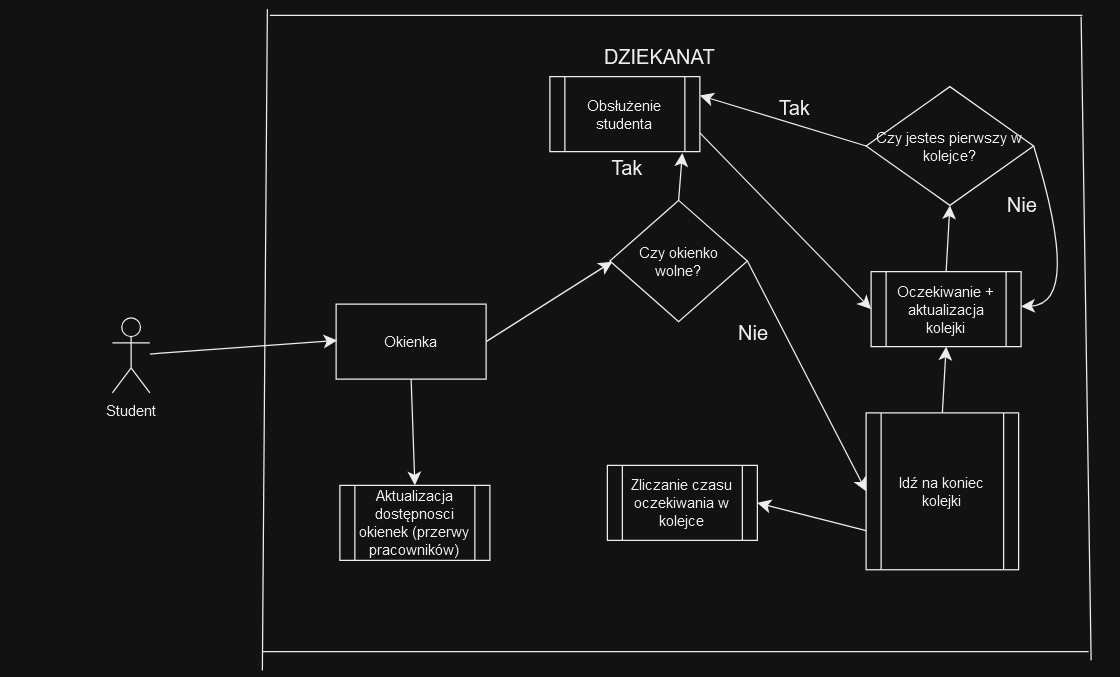 DZIEKANAT
Obsłużenie
studenta
Tak
Czy jestes pierwszy w
kolejce?
Tak
Nie
Czy okienko
wolne?
Oczekiwanie +
aktualizacja
kolejki
Nie
Okienka
Student
Aktualizacja
dostępnosci
okienek (przerwy
pracowników)
Zliczanie czasu
oczekiwania w
kolejce
Idź na koniec
kolejki